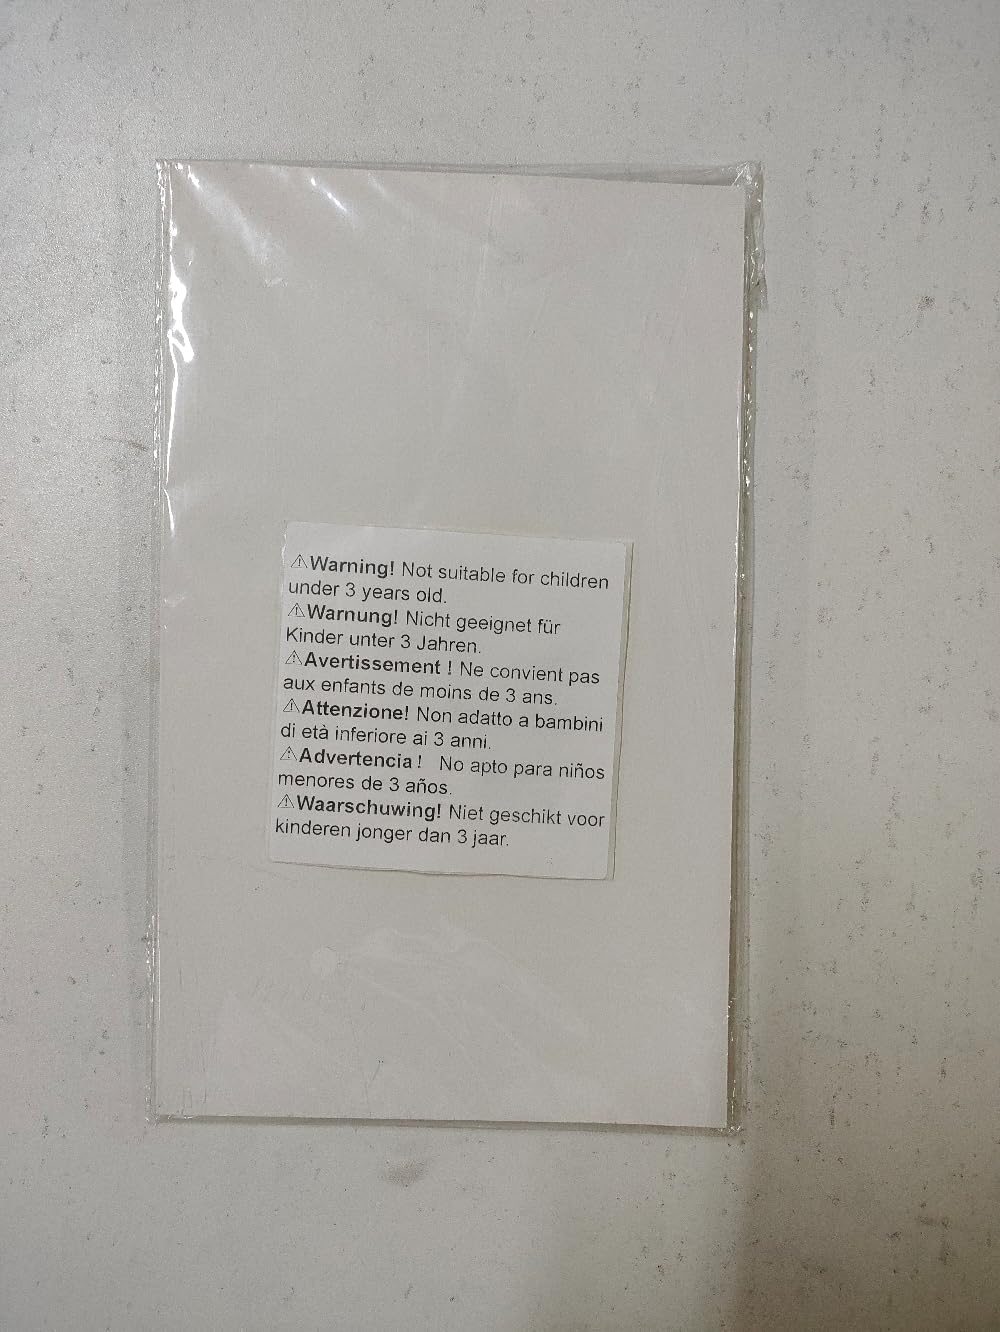 ⚠Warning! Not suitable for children
under 3 years old.
⚠Warnung! Nicht geeignet für
Kinder unter 3 Jahren.
⚠Avertissement ! Ne convient pas
aux enfants de moins de 3 ans.
⚠Attenzione! Non adatto a bambini
di età inferiore ai 3 anni.
⚠Advertencia !  No apto para niños
menores de 3 años.
⚠Waarschuwing! Niet geschikt voor
kinderen jonger dan 3 jaar.